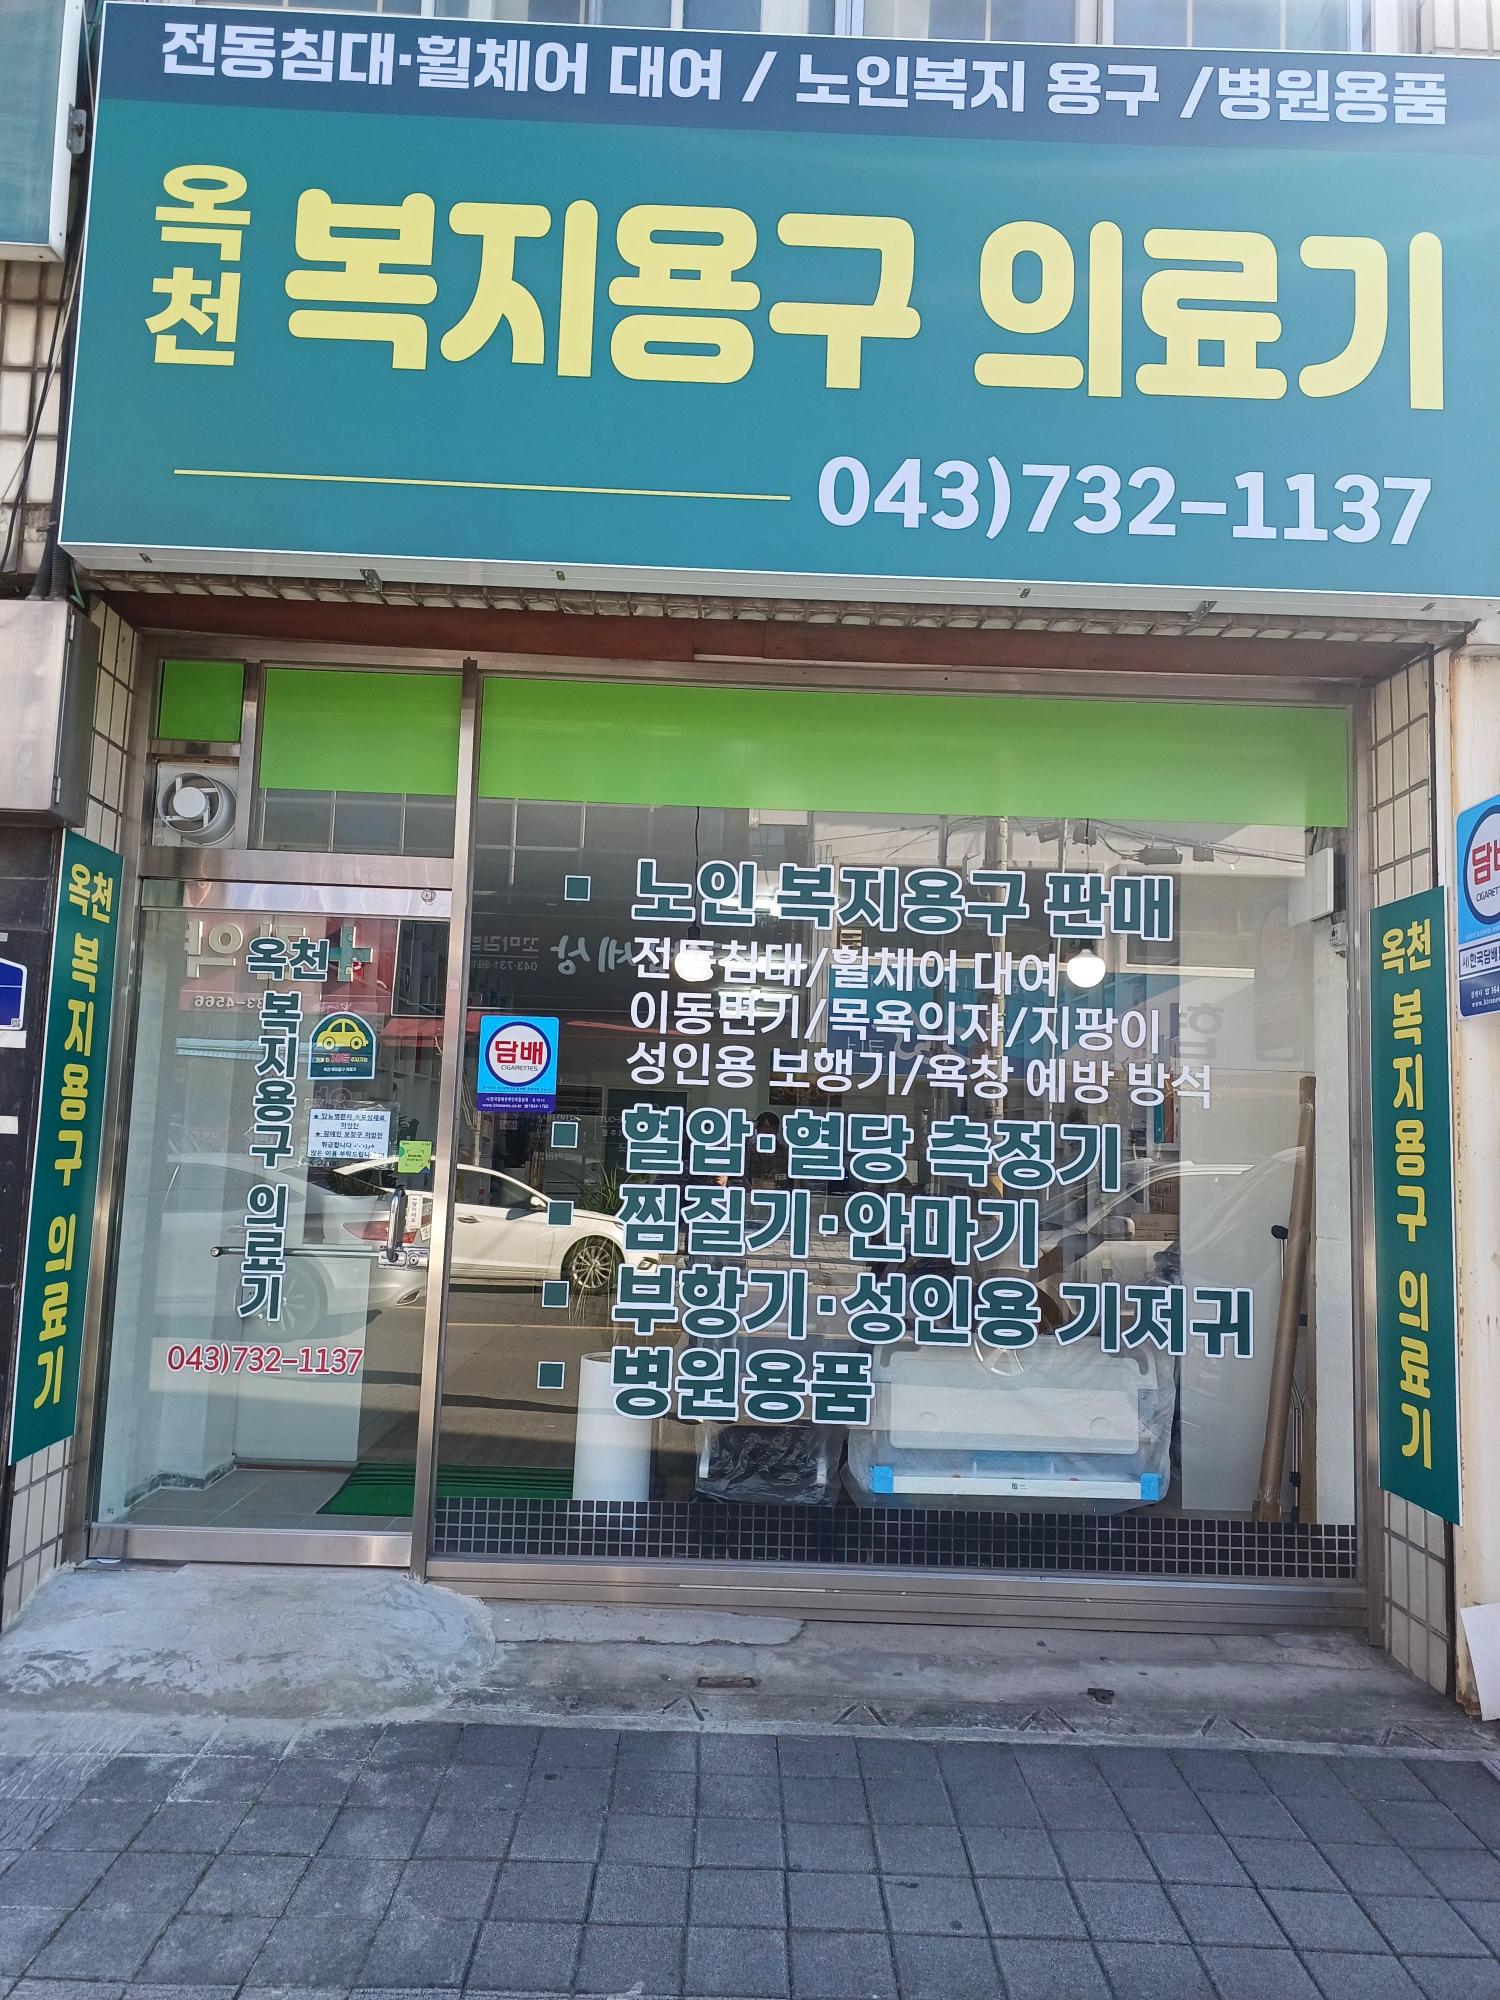 전동침대·휠체어 대여 / 노인복지 용구 /병원용품
옥천 복지용구 의료기
043)732-1137
옥천 복지용구 의료기
옥천 복지용구 의료기
043)732-1137
담배
CIGARETTES
노인 복지용구 판매
전동침대/휠체어 대여
이동변기/목욕의자/지팡이
성인용 보행기/욕창 예방 방석
혈압·혈당 측정기
찜질기·안마기
부항기·성인용 기저귀
병원용품
옥천 복지용구 의료기
담배
CIGARETTES